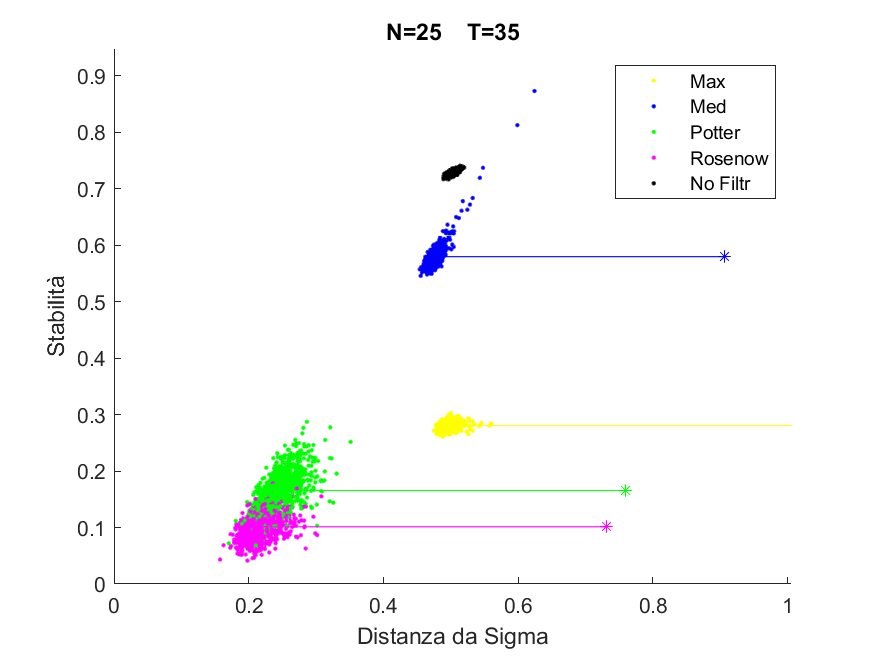 N=25    T=35
Max
Med
Potter
Rosenow
No Filtr
Stabilità
0.9
0.8
0.7
0.6
0.5
0.4
0.3
0.2
0.1
0
0 0.2 0.4 0.6 0.8 1
Distanza da Sigma